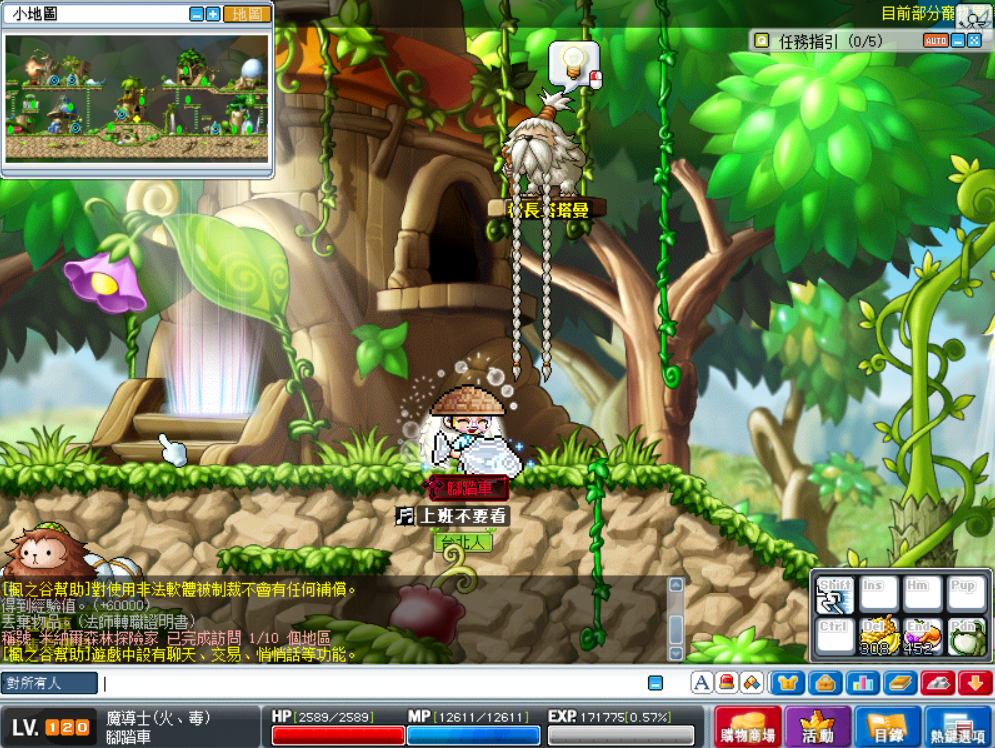 小地圖
地圖
目前部分寵
任務指引 (0/5)
AUTO
村長塔塔曼
腳踏車
上班不要看
台北人
[楓之谷幫助]對使用非法軟體被制裁不會有任何補償。
得到經驗值。(+60000)
丟棄物品。(法師轉職證明書)
稱號 米納爾森林探險家 已完成訪問 1/10 個地區
[楓之谷幫助]遊戲中設有聊天、交易、悄悄話等功能。
Shift
Ins
Hm
Pup
Ctrl
Del
End
Pdn
308
452
對所有人
A
LV. 120
魔導士(火、毒)
腳踏車
HP[2589/2589]
MP[12611/12611]
EXP. 171775[0.57%]
購物商場
活動
目錄
熱鍵選項